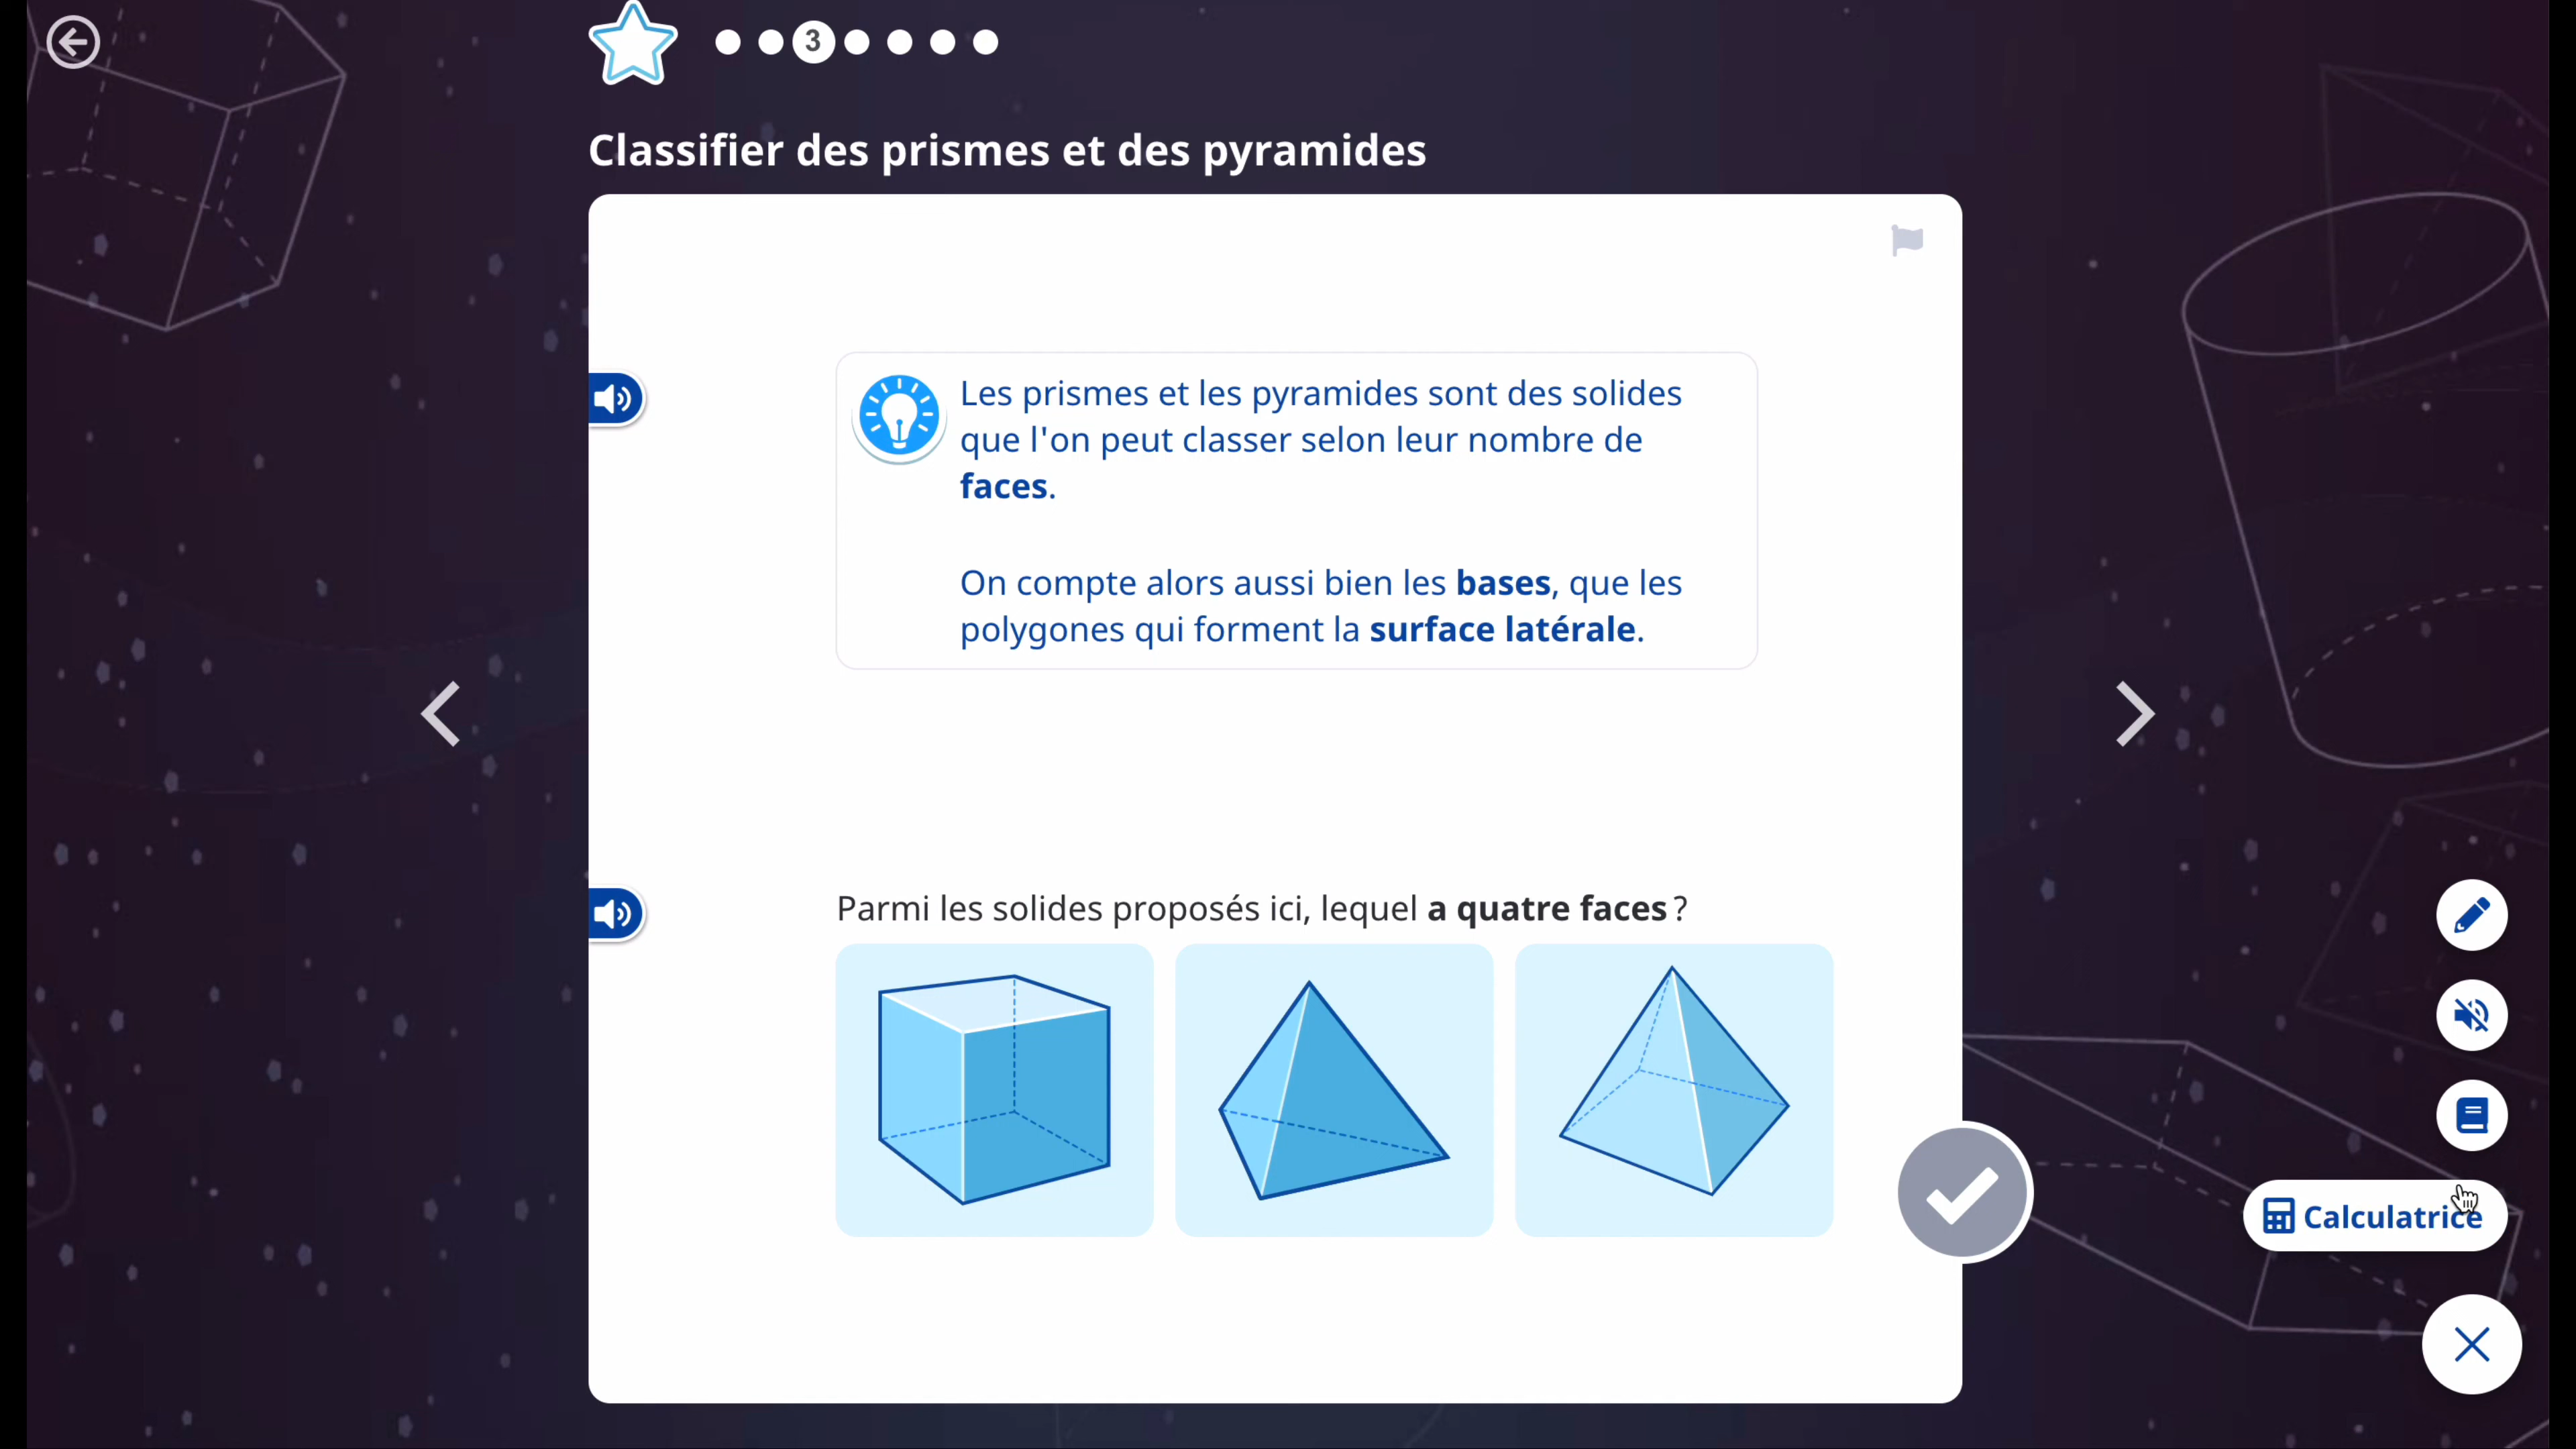 3
Classifier des prismes et des pyramides
Les prismes et les pyramides sont des solides
que l'on peut classer selon leur nombre de
faces.
On compte alors aussi bien les bases, que les
polygones qui forment la surface latérale.
Parmi les solides proposés ici, lequel a quatre faces ?
Calculatrice